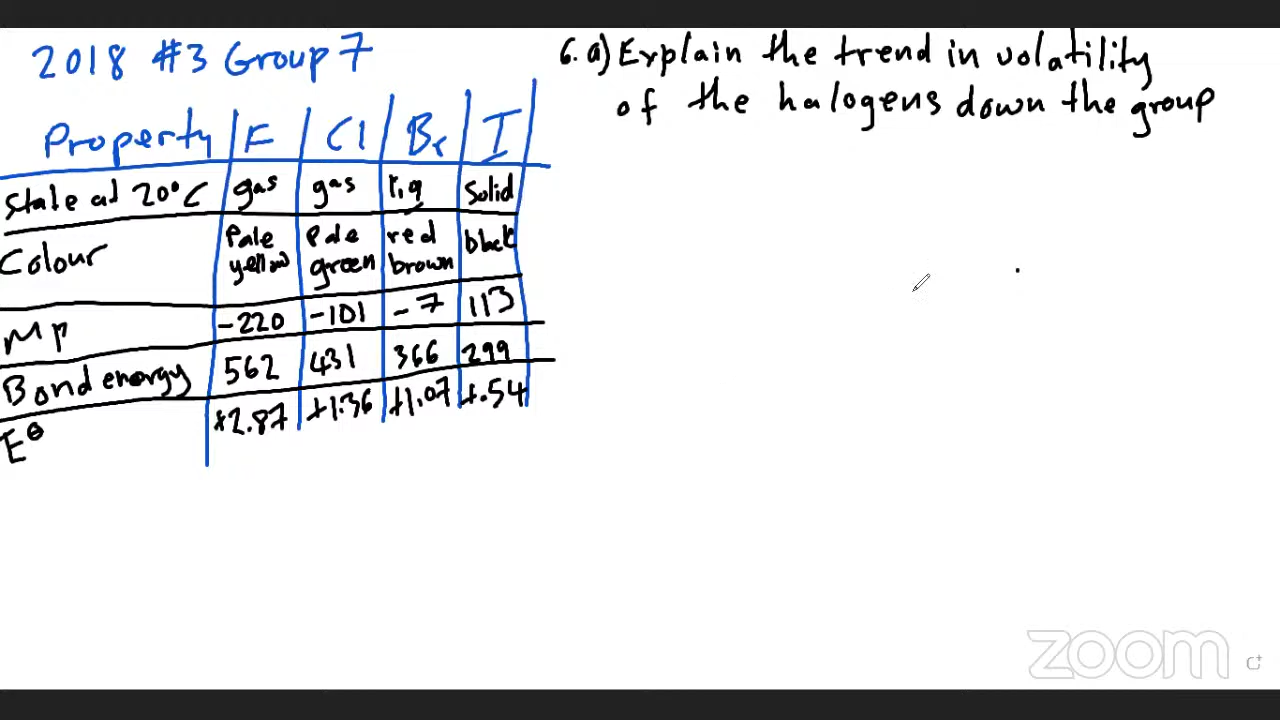 2018 #3 Group 7
Property F Cl Br I
State at 20°C gas gas liq Solid
Colour Pale yellow Pale green red brown black
Mp -220 -101 -7 113
Bond energy 562 431 366 299
E⦵ +2.87 +1.36 +1.07 +.54
6. a) Explain the trend in volatility
of the halogens down the group
zoom